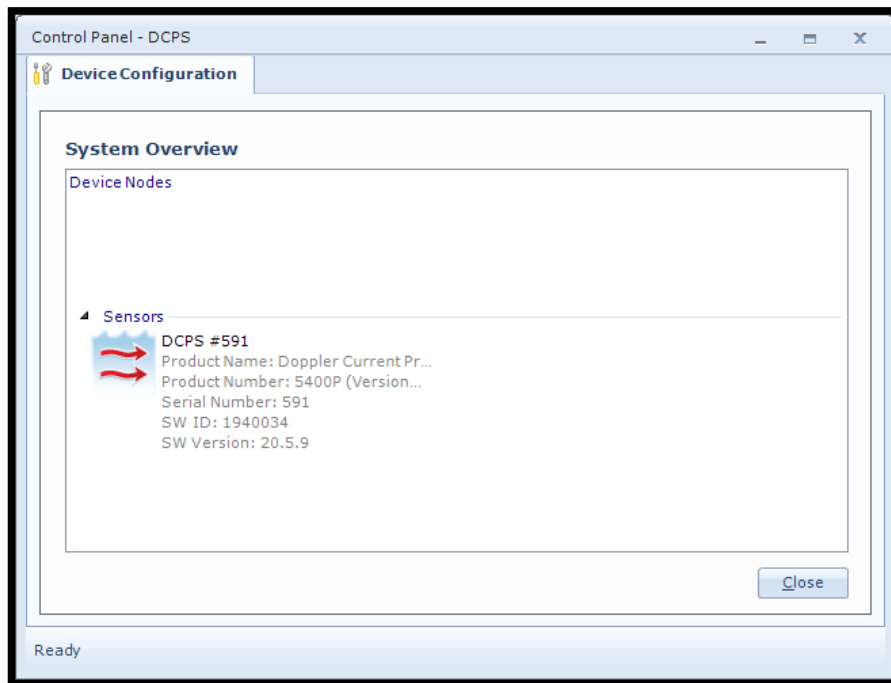 Control Panel - DCPS
Device Configuration
System Overview
Device Nodes
Sensors
DCPS #591
Product Name: Doppler Current Pr...
Product Number: 5400P (Version...
Serial Number: 591
SW ID: 1940034
SW Version: 20.5.9
Close
Ready